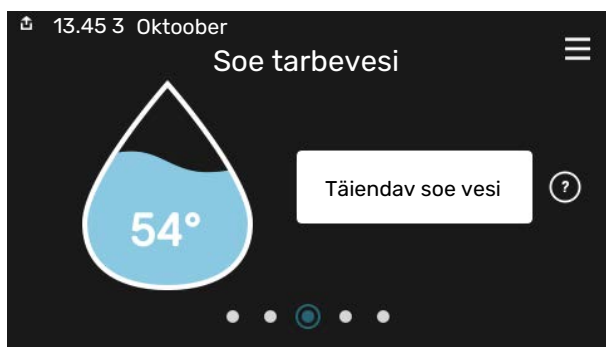 13.45 3 Oktoober
Soe tarbevesi
54°
Täiendav soe vesi
?